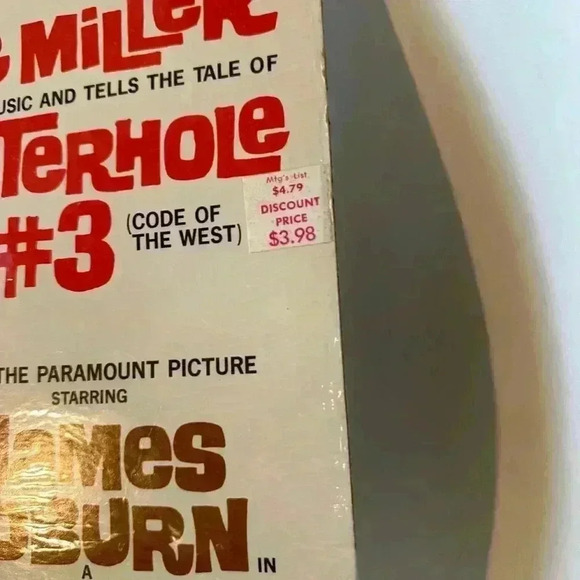 MILLER
MUSIC AND TELLS THE TALE OF
TERHOLE
#3
(CODE OF
THE WEST)
Mfg's List
$4.79
DISCOUNT
PRICE
$3.98
THE PARAMOUNT PICTURE
STARRING
JAMES
BURN
A
IN